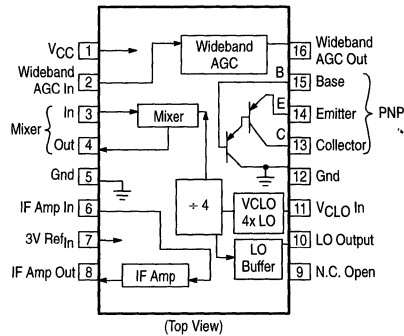 VCC 1
Wideband AGC In 2
Mixer
In 3
Out 4
Gnd 5
IF Amp In 6
3V RefIn 7
IF Amp Out 8
Wideband AGC
Mixer
÷ 4
VCLO 4x LO
LO Buffer
IF Amp
B
E
C
16 Wideband AGC Out
15 Base
14 Emitter
13 Collector
PNP
12 Gnd
11 VCLO In
10 LO Output
9 N.C. Open
(Top View)